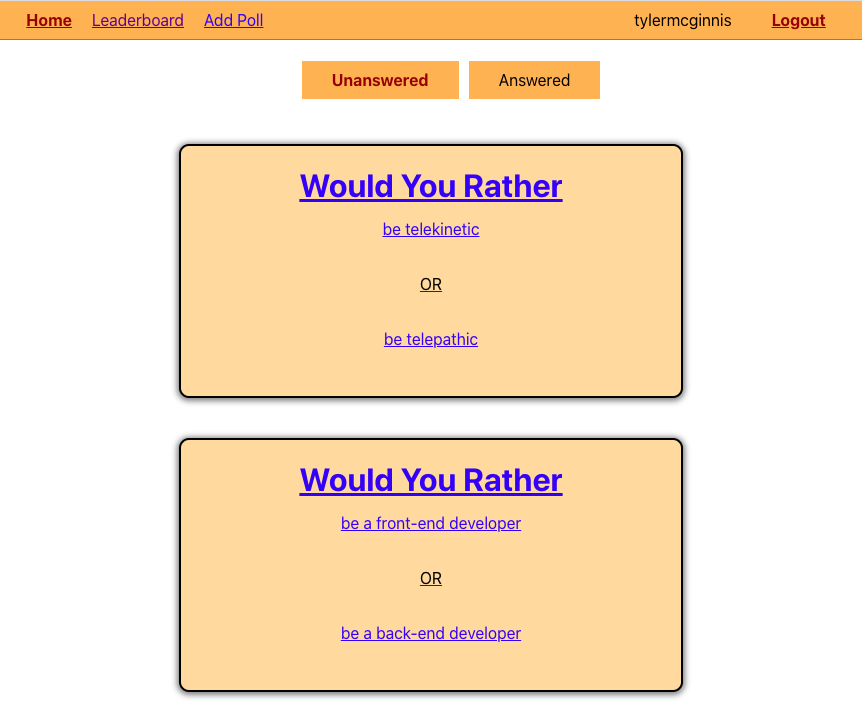 Home Leaderboard Add Poll tylermcginnis Logout
Unanswered Answered
Would You Rather
be telekinetic
OR
be telepathic
Would You Rather
be a front-end developer
OR
be a back-end developer